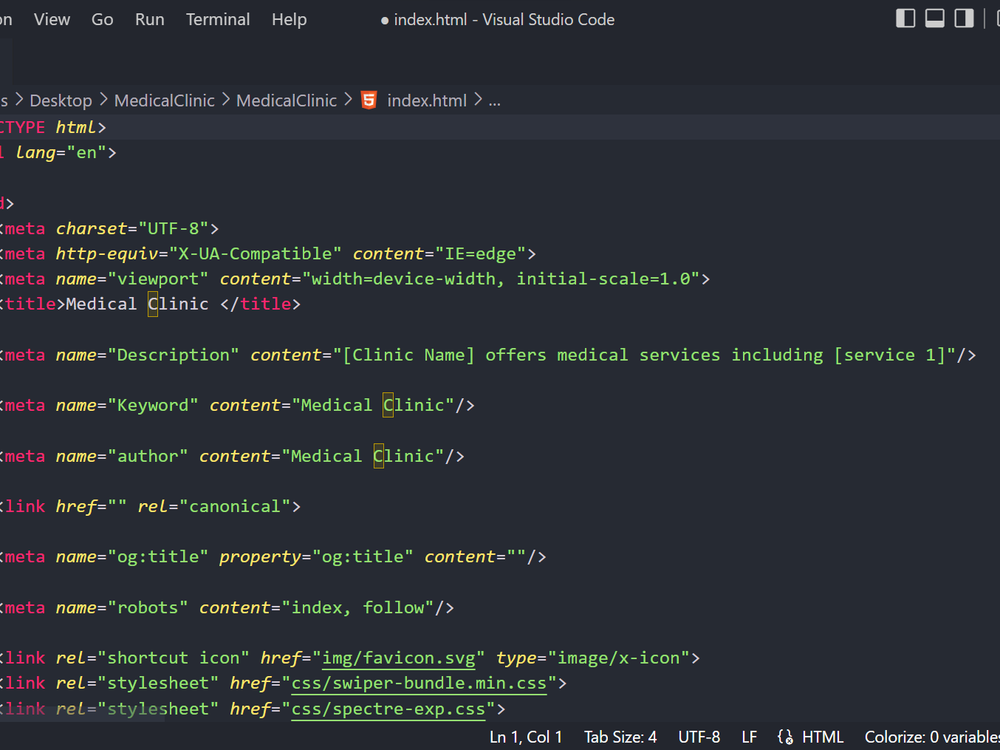 on View Go Run Terminal Help ● index.html - Visual Studio Code
s > Desktop > MedicalClinic > MedicalClinic > index.html > ...
CTYPE html>
l lang="en">
d>
<meta charset="UTF-8">
<meta http-equiv="X-UA-Compatible" content="IE=edge">
<meta name="viewport" content="width=device-width, initial-scale=1.0">
<title>Medical Clinic </title>
<meta name="Description" content="[Clinic Name] offers medical services including [service 1]"/>
<meta name="Keyword" content="Medical Clinic"/>
<meta name="author" content="Medical Clinic"/>
<link href="" rel="canonical">
<meta name="og:title" property="og:title" content=""/>
<meta name="robots" content="index, follow"/>
<link rel="shortcut icon" href="img/favicon.svg" type="image/x-icon">
<link rel="stylesheet" href="css/swiper-bundle.min.css">
<link rel="stylesheet" href="css/spectre-exp.css">
Ln 1, Col 1 Tab Size: 4 UTF-8 LF HTML Colorize: 0 variables